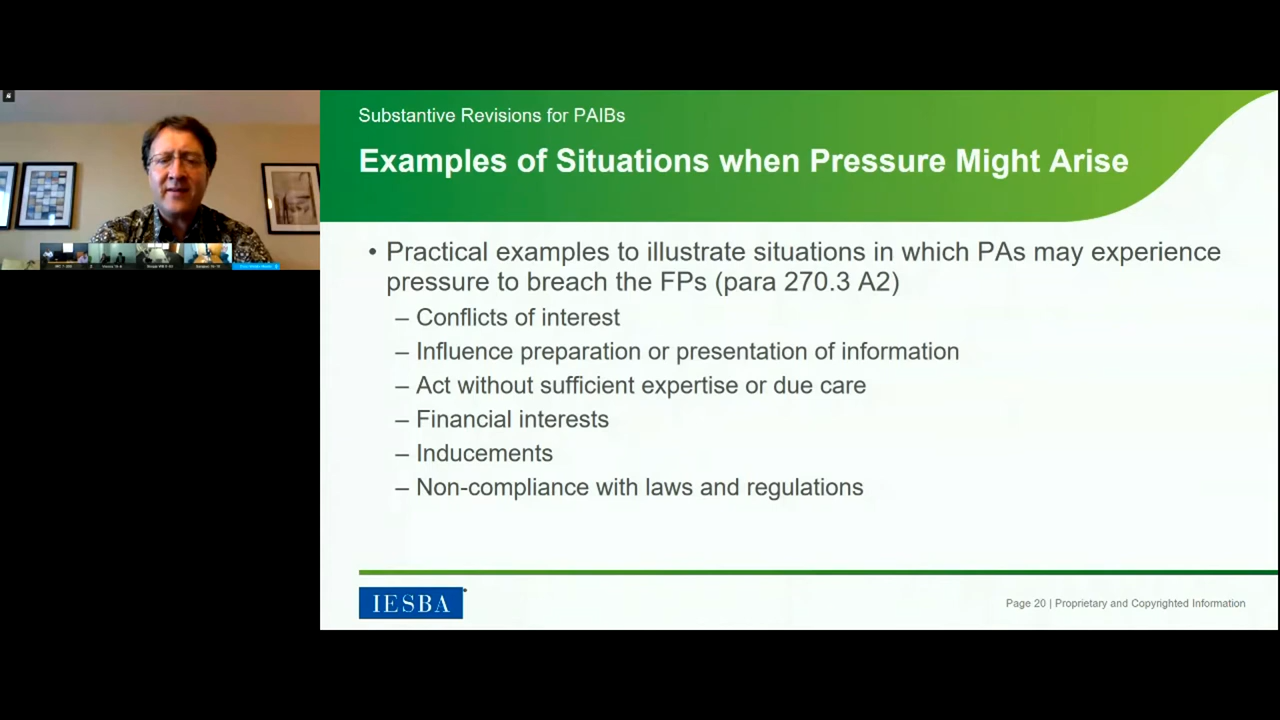 Substantive Revisions for PAIBs
Examples of Situations when Pressure Might Arise
• Practical examples to illustrate situations in which PAs may experience
pressure to breach the FPs (para 270.3 A2)
– Conflicts of interest
– Influence preparation or presentation of information
– Act without sufficient expertise or due care
– Financial interests
– Inducements
– Non-compliance with laws and regulations
IESBA
Page 20 | Proprietary and Copyrighted Information